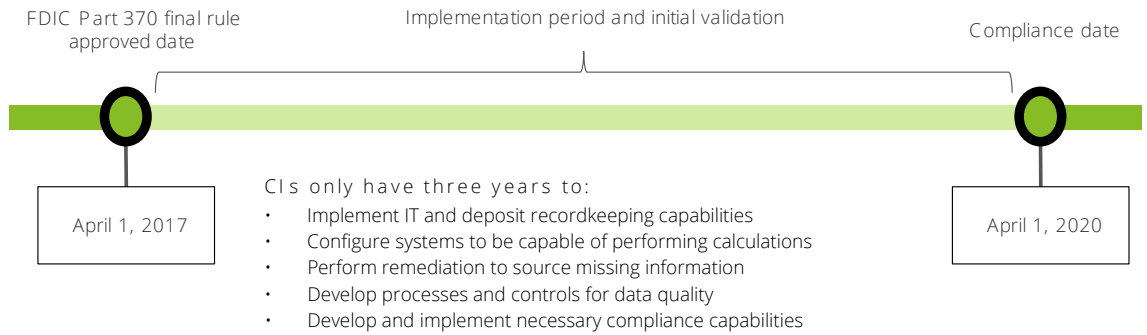 FDIC Part 370 final rule
approved date
Implementation period and initial validation
Compliance date
April 1, 2017
CIs only have three years to:
• Implement IT and deposit recordkeeping capabilities
• Configure systems to be capable of performing calculations
• Perform remediation to source missing information
• Develop processes and controls for data quality
• Develop and implement necessary compliance capabilities
April 1, 2020